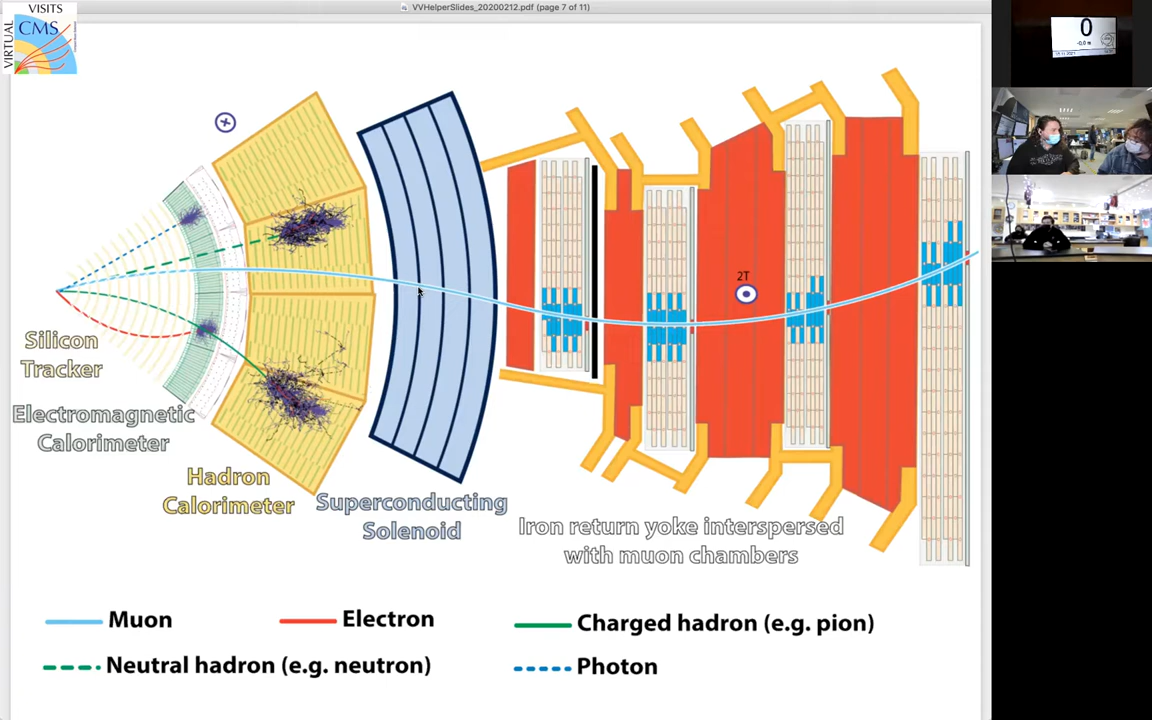 VVHelperSlides_20200212.pdf (page 7 of 11)
VISITS
VIRTUAL
CMS
0
2T
Silicon
Tracker
Electromagnetic
Calorimeter
Hadron
Calorimeter
Superconducting
Solenoid
Iron return yoke interspersed
with muon chambers
Muon
Electron
Charged hadron (e.g. pion)
Neutral hadron (e.g. neutron)
Photon